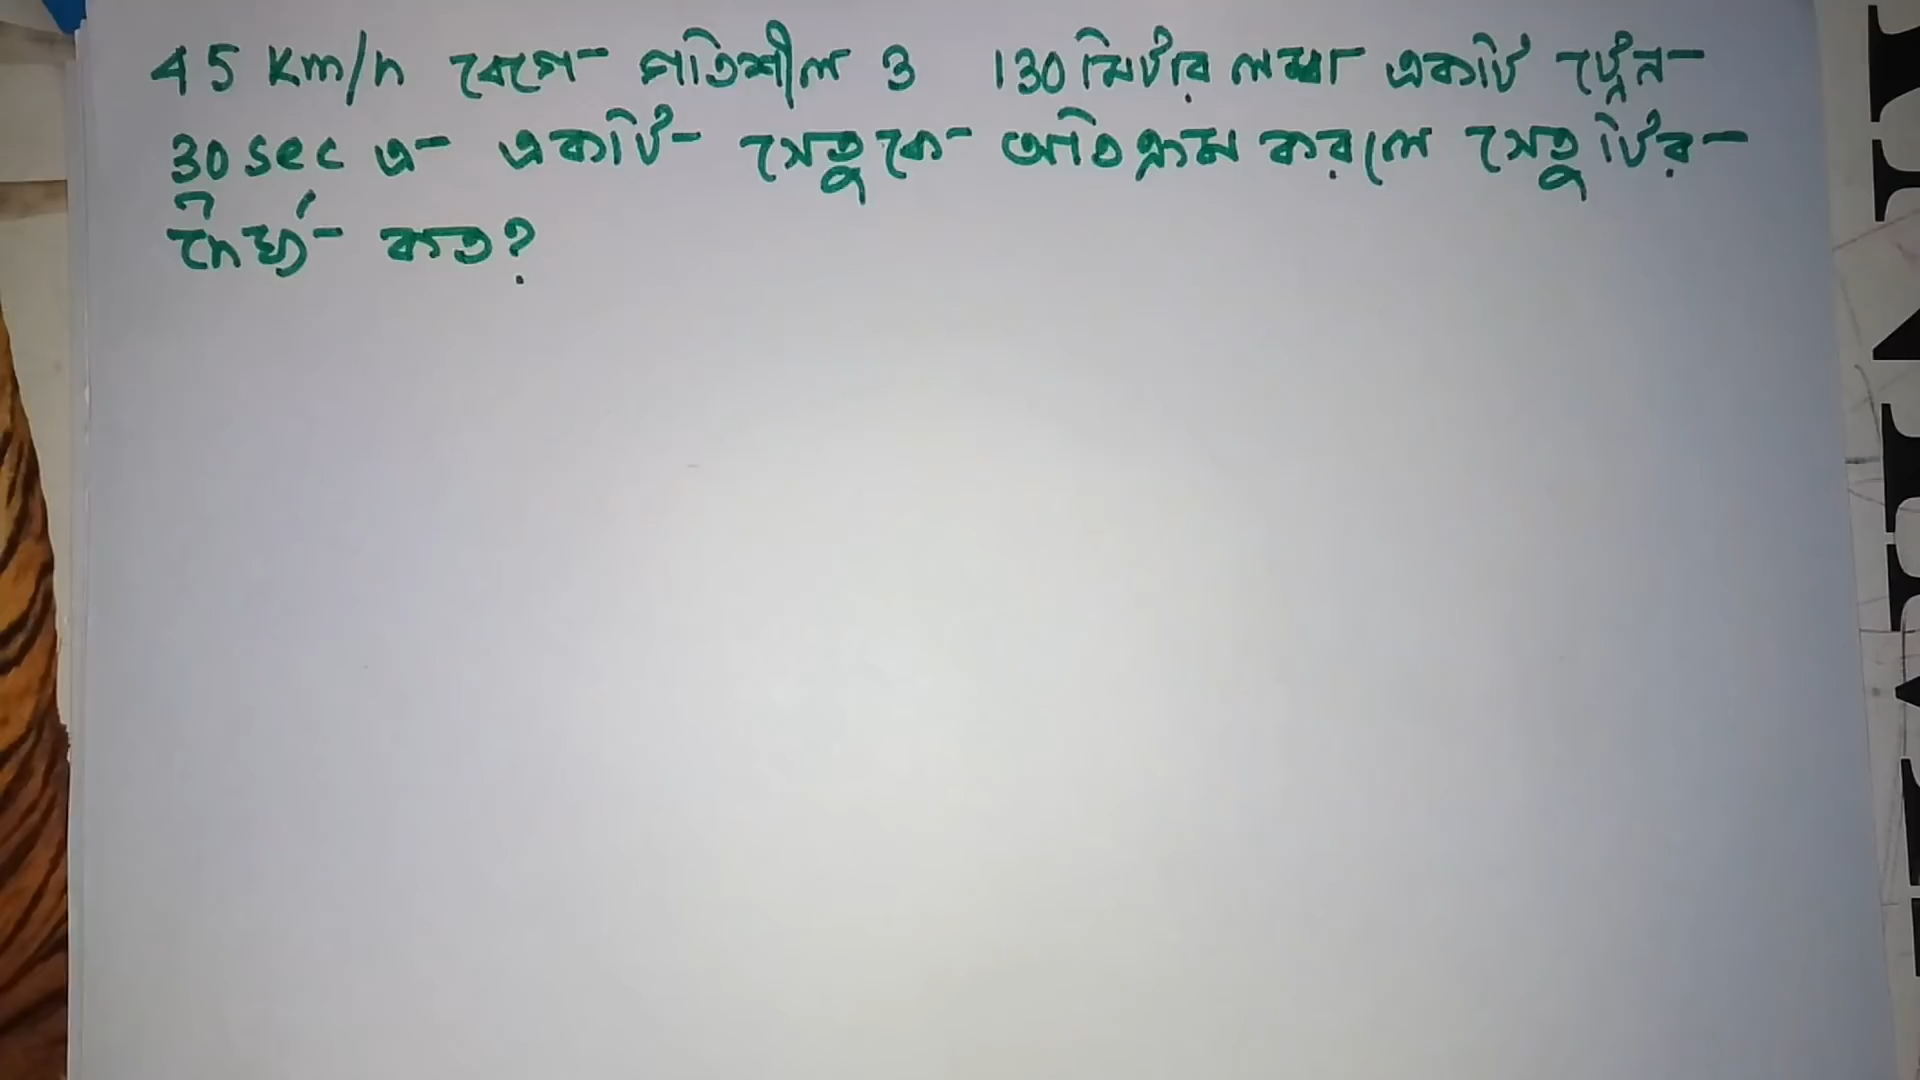 45 Km/h বেগে গতিশীল ও 130 মিটার লম্বা একটি ট্রেন
30 sec এ একটি সেতুকে অতিক্রম করলে সেতুটির
দৈর্ঘ্য কত?